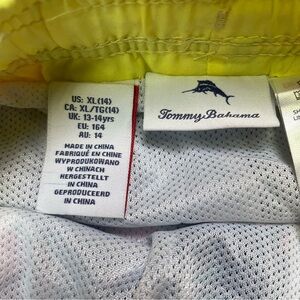 US: XL(14)
CA: XL/TG(14)
UK: 13-14yrs
EU: 164
AU: 14
MADE IN CHINA
FABRIQUÉ EN CHINE
WYPRODUKOWANO
W CHINACH
HERGESTELLT
IN CHINA
GEPRODUCEERD
IN CHINA
Tommy Bahama